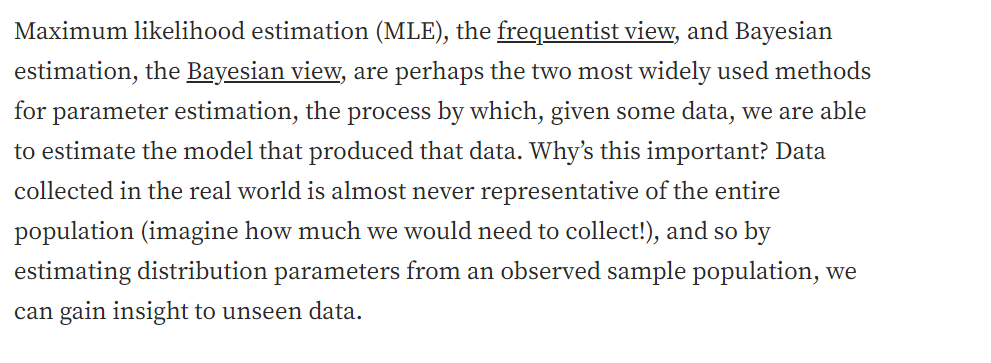 Maximum likelihood estimation (MLE), the frequentist view, and Bayesian
estimation, the Bayesian view, are perhaps the two most widely used methods
for parameter estimation, the process by which, given some data, we are able
to estimate the model that produced that data. Why’s this important? Data
collected in the real world is almost never representative of the entire
population (imagine how much we would need to collect!), and so by
estimating distribution parameters from an observed sample population, we
can gain insight to unseen data.